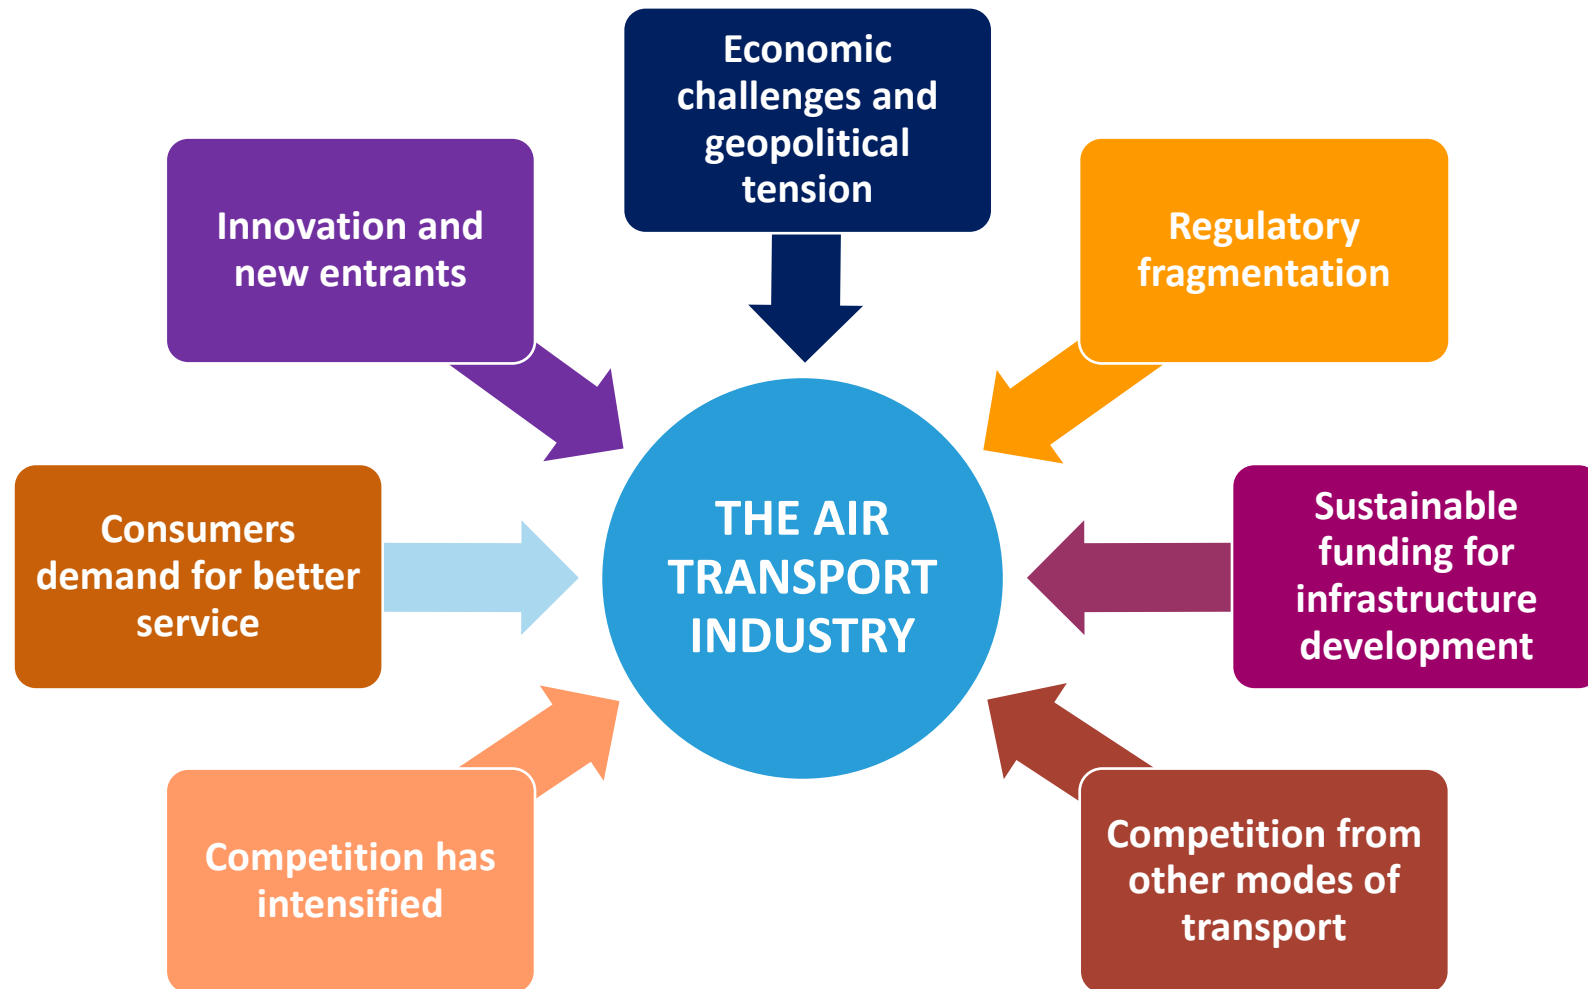 Economic
challenges and
geopolitical
tension
Innovation and
new entrants
Regulatory
fragmentation
Consumers
demand for better
service
THE AIR
TRANSPORT
INDUSTRY
Sustainable
funding for
infrastructure
development
Competition has
intensified
Competition from
other modes of
transport